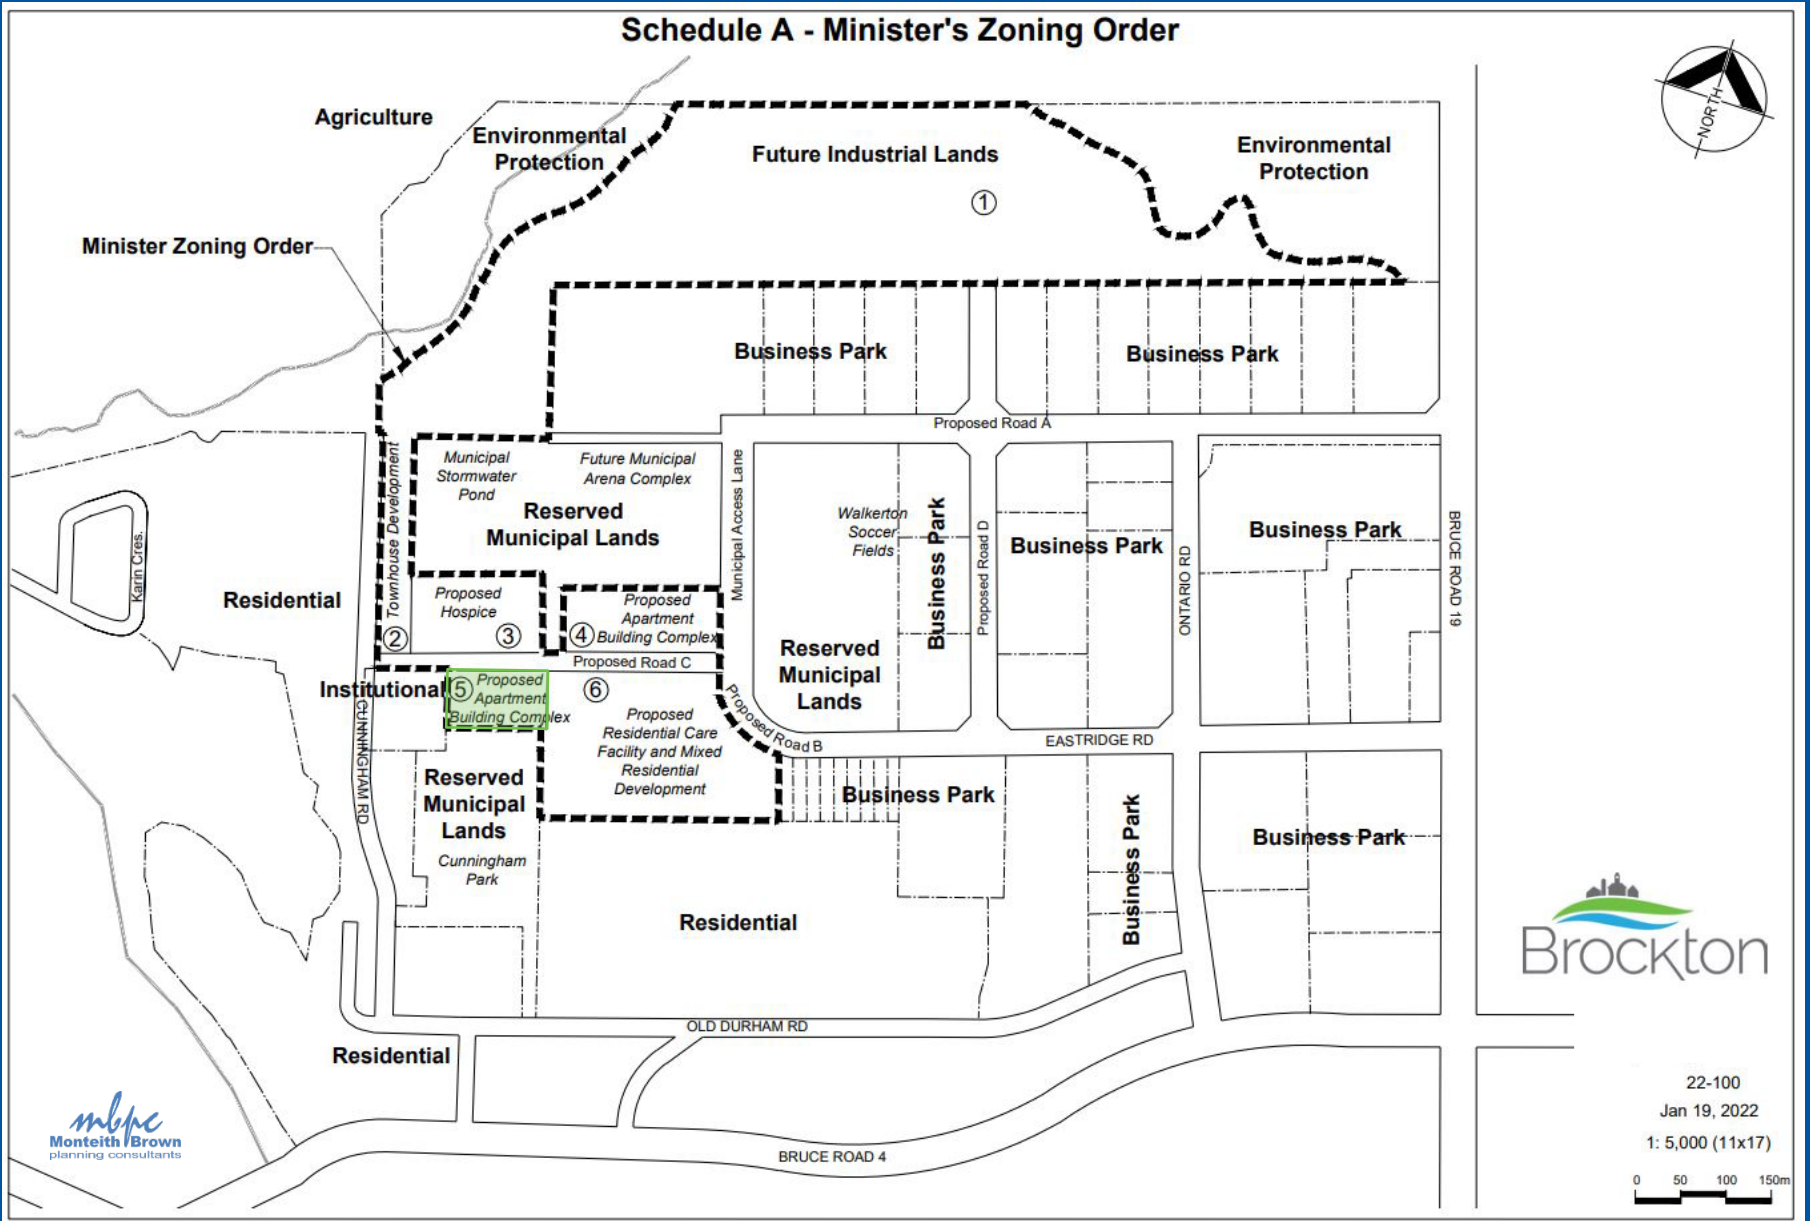 Schedule A - Minister's Zoning Order
NORTH
Agriculture
Environmental
Protection
Future Industrial Lands
1
Environmental
Protection
Minister Zoning Order
Business Park
Business Park
Proposed Road A
Townhouse Development
Municipal
Stormwater
Pond
Future Municipal
Arena Complex
Reserved
Municipal Lands
Municipal Access Lane
Walkerton
Soccer
Fields
Business Park
Proposed Road D
Business Park
ONTARIO RD
Business Park
BRUCE ROAD 19
Karin Cres.
Residential
2
Proposed
Hospice
3
4
Proposed
Apartment
Building Complex
Proposed Road C
Reserved
Municipal
Lands
Institutional
5
Proposed
Apartment
Building Complex
6
Proposed
Residential Care
Facility and Mixed
Residential
Development
Proposed Road B
EASTRIDGE RD
CUNNINGHAM RD
Reserved
Municipal
Lands
Cunningham
Park
Business Park
Business Park
Business Park
Residential
Brockton
OLD DURHAM RD
Residential
BRUCE ROAD 4
mbpc
Monteith Brown
planning consultants
22-100
Jan 19, 2022
1: 5,000 (11x17)
0 50 100 150m